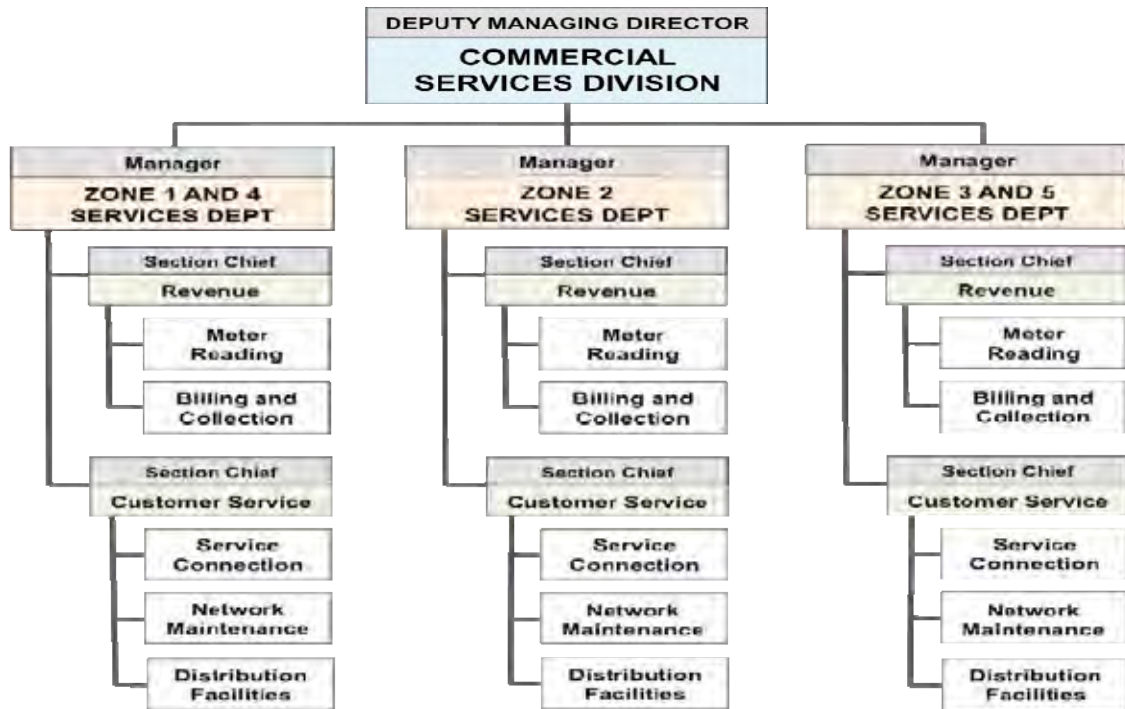 DEPUTY MANAGING DIRECTOR
COMMERCIAL
SERVICES DIVISION
Manager
ZONE 1 AND 4
SERVICES DEPT
Section Chief
Revenue
Meter
Reading
Billing and
Collection
Section Chief
Customer Service
Service
Connection
Network
Maintenance
Distribution
Facilities
Manager
ZONE 2
SERVICES DEPT
Section Chief
Revenue
Meter
Reading
Billing and
Collection
Section Chief
Customer Service
Service
Connection
Network
Maintenance
Distribution
Facilities
Manager
ZONE 3 AND 5
SERVICES DEPT
Section Chief
Revenue
Meter
Reading
Billing and
Collection
Section Chief
Customer Service
Service
Connection
Network
Maintenance
Distribution
Facilities